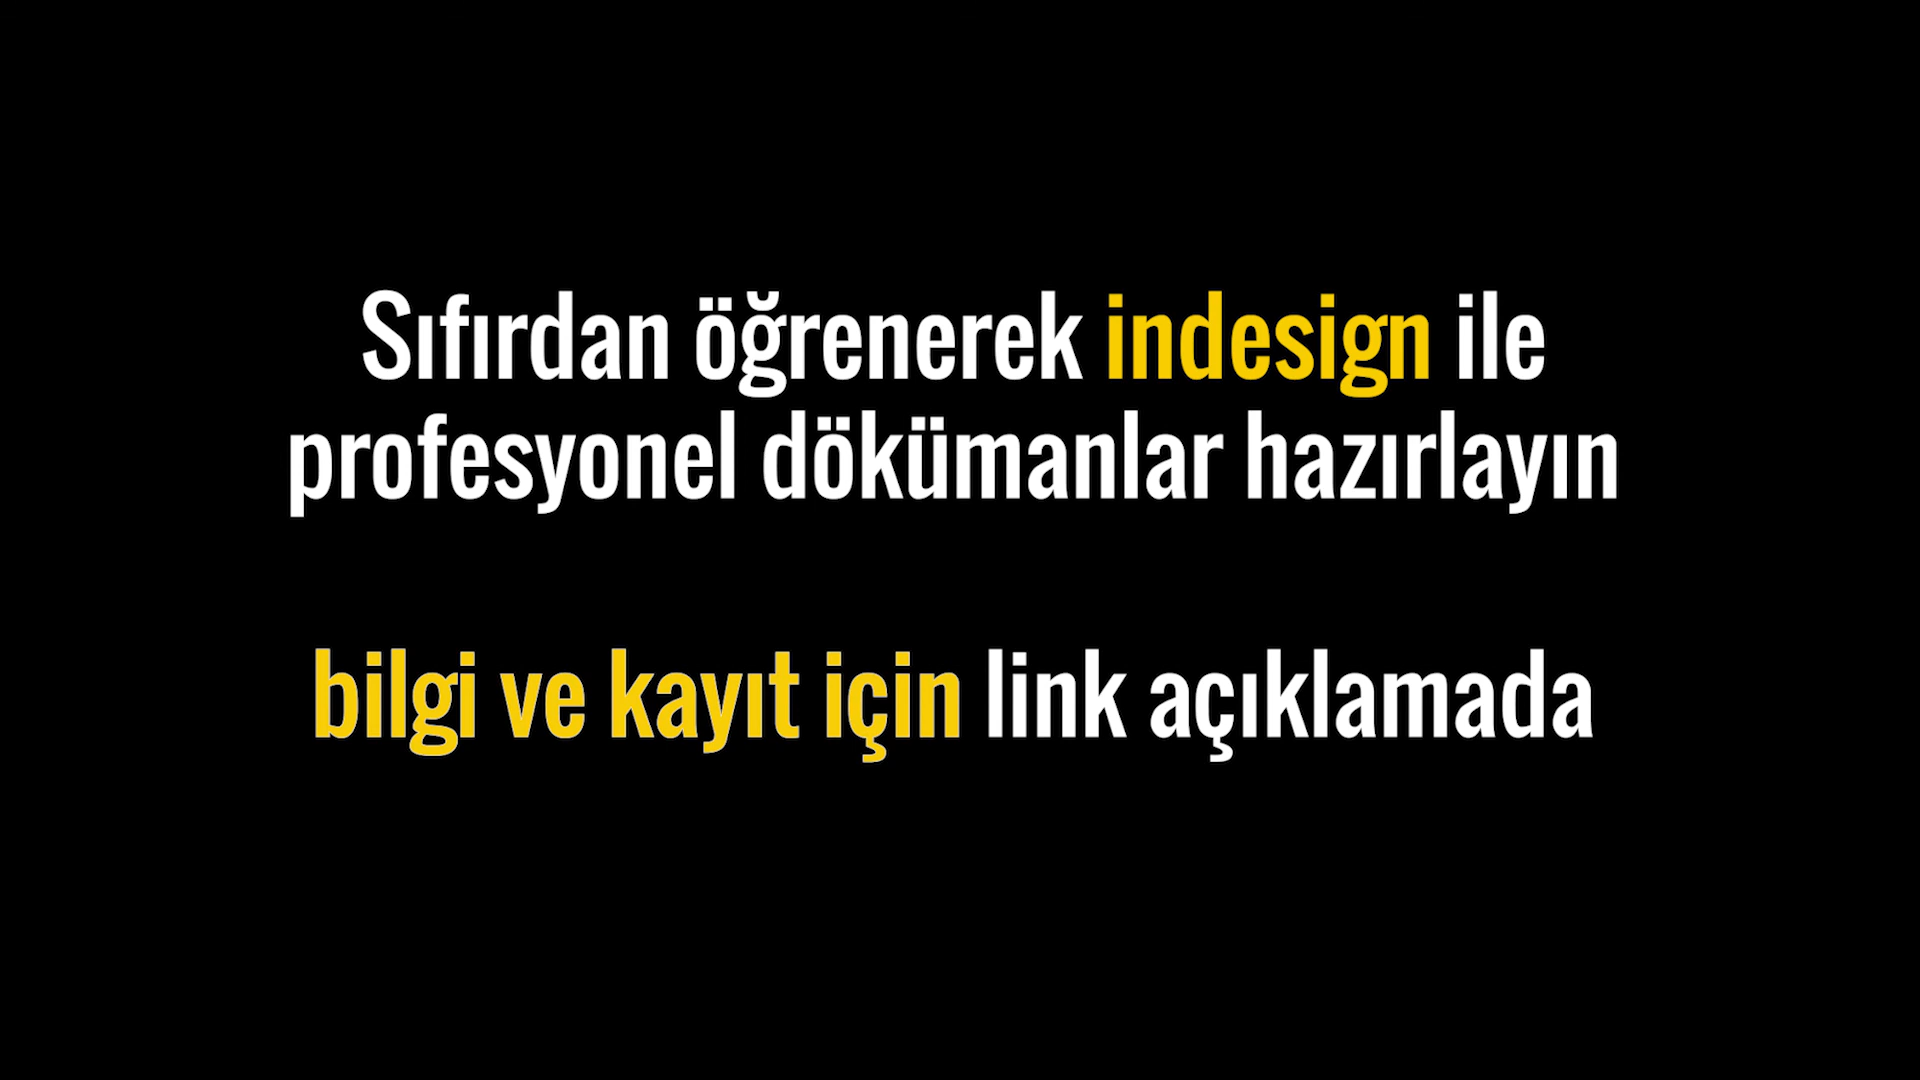 Sıfırdan öğrenerek indesign ile
profesyonel dökümanlar hazırlayın
bilgi ve kayıt için link açıklamada